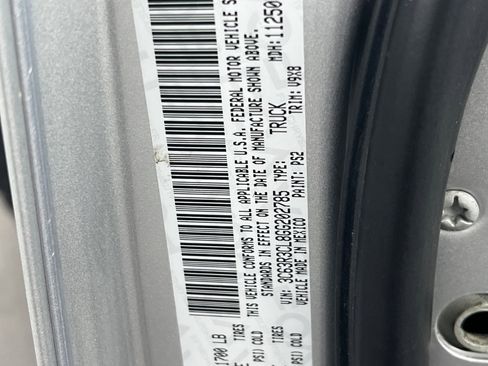 1700 LB
TIRES
PSI) COLD
THIS VEHICLE CONFORMS TO ALL APPLICABLE U.S.A. FEDERAL MOTOR VEHICLE S
STANDARDS IN EFFECT ON THE DATE OF MANUFACTURE SHOWN ABOVE.
VIN: 3C63R3CL8GG202785 TYPE: TRUCK MDH: 11250
MADE IN MEXICO PAINT: PS2 TRIM: V9X8
TIRES
PSI) COLD